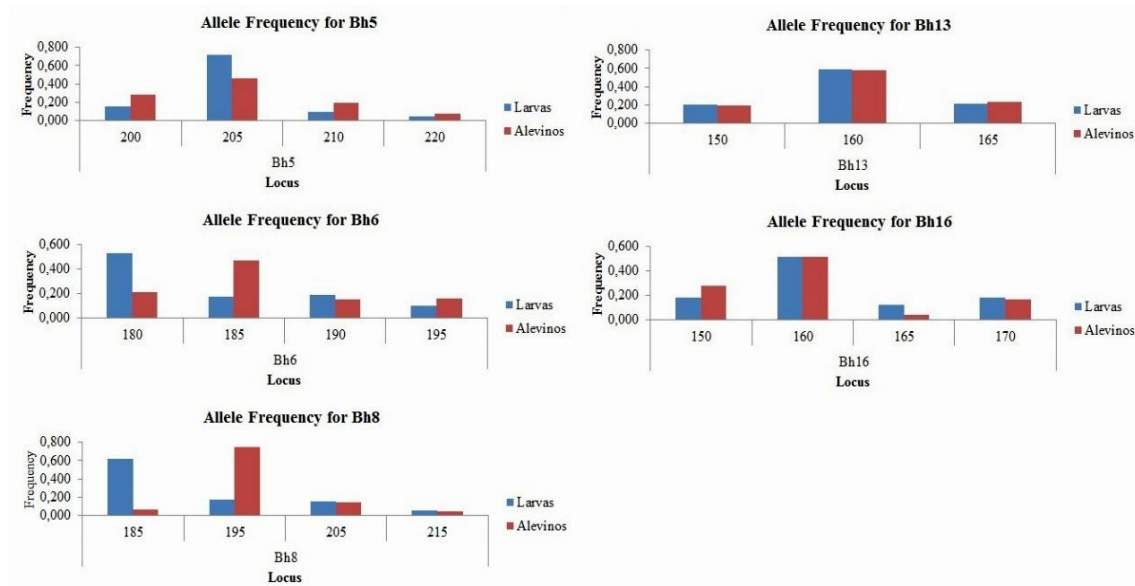 Allele Frequency for Bh5
Frequency
0,800
0,600
0,400
0,200
0,000
200 205 210 220
Bh5
Locus
Larvas
Alevinos
Allele Frequency for Bh13
Frequency
0,800
0,600
0,400
0,200
0,000
150 160 165
Bh13
Locus
Larvas
Alevinos
Allele Frequency for Bh6
Frequency
0,600
0,400
0,200
0,000
180 185 190 195
Bh6
Locus
Larvas
Alevinos
Allele Frequency for Bh16
Frequency
0,600
0,400
0,200
0,000
150 160 165 170
Bh16
Locus
Larvas
Alevinos
Allele Frequency for Bh8
Frequency
0,800
0,600
0,400
0,200
0,000
185 195 205 215
Bh8
Locus
Larvas
Alevinos